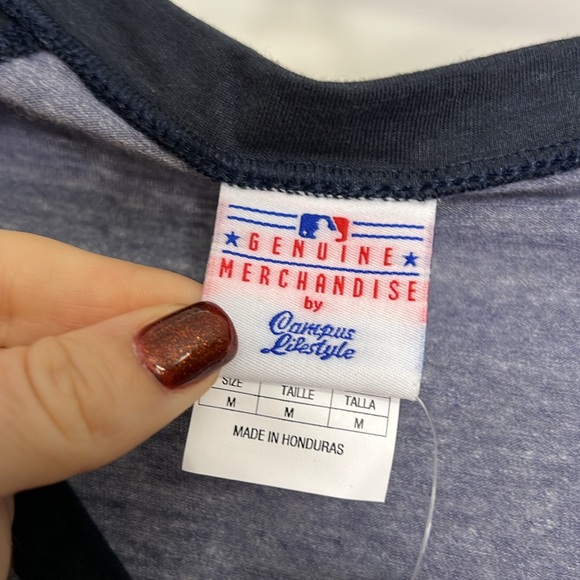 GENUINE
MERCHANDISE
by
Campus
Lifestyle
SIZE TAILLE TALLA
M M M
MADE IN HONDURAS